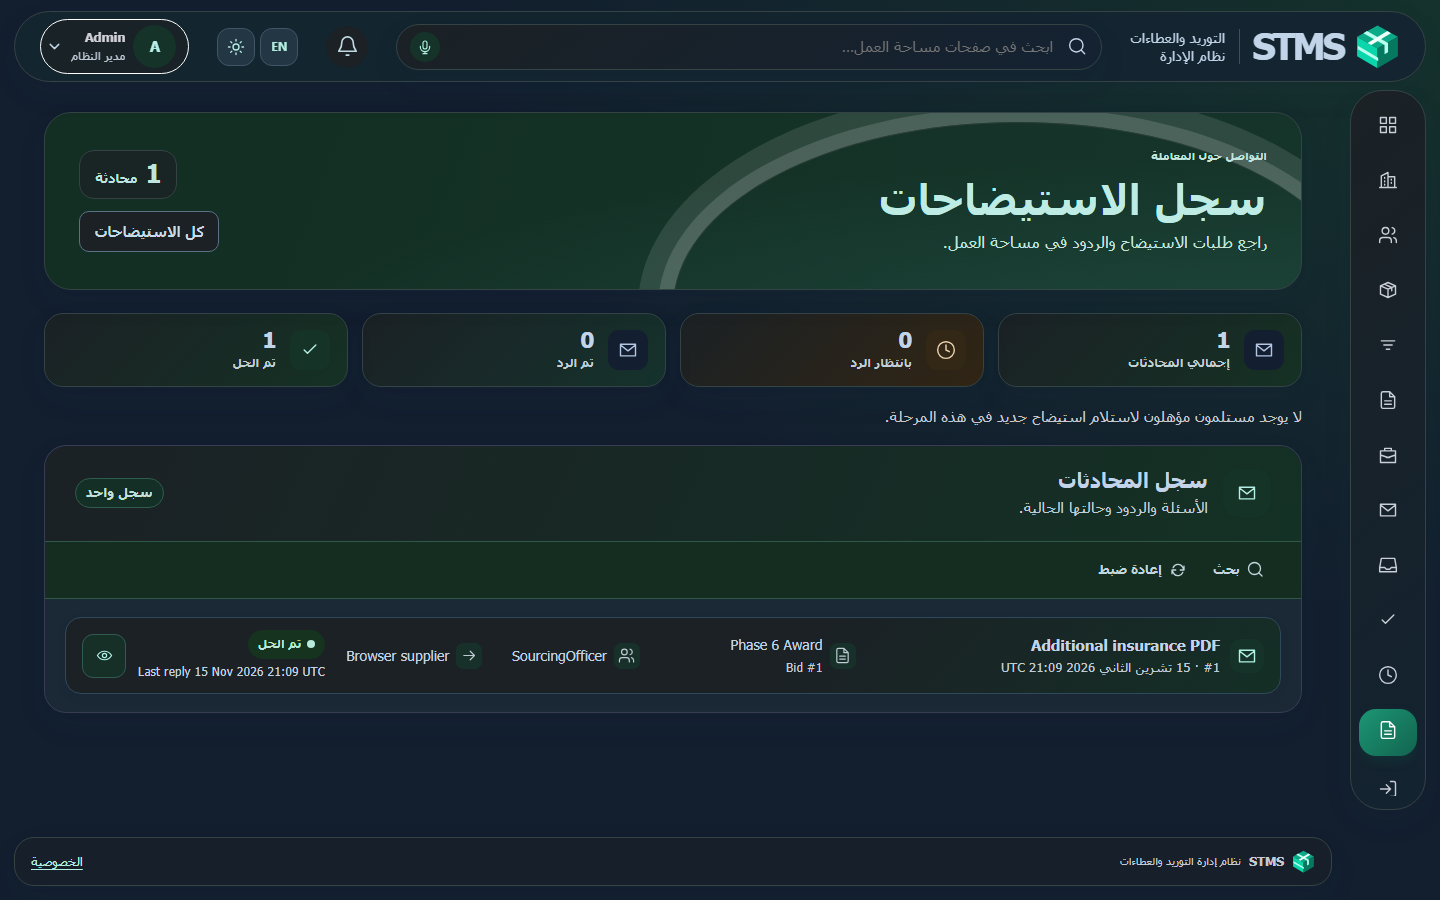 STMS
التوريد والعطاءات
نظام الإدارة
ابحث في صفحات مساحة العمل...
EN
A
Admin
مدير النظام
التواصل حول المعاملة
سجل الاستيضاحات
راجع طلبات الاستيضاح والردود في مساحة العمل.
1 محادثة
كل الاستيضاحات
1
إجمالي المحادثات
0
بانتظار الرد
0
تم الرد
1
تم الحل
لا يوجد مستلمون مؤهلون لاستلام استيضاح جديد في هذه المرحلة.
سجل المحادثات
الأسئلة والردود وحالتها الحالية.
سجل واحد
بحث
إعادة ضبط
Additional insurance PDF
#1 · 15 تشرين الثاني 2026 21:09 UTC
Phase 6 Award
Bid #1
SourcingOfficer
Browser supplier
تم الحل
Last reply 15 Nov 2026 21:09 UTC
STMS نظام إدارة التوريد والعطاءات
الخصوصية